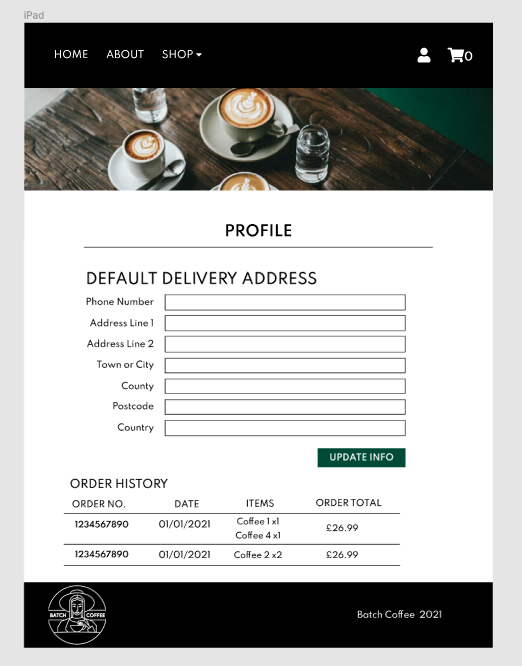 iPad
HOME ABOUT SHOP
0
PROFILE
DEFAULT DELIVERY ADDRESS
Phone Number
Address Line 1
Address Line 2
Town or City
County
Postcode
Country
UPDATE INFO
ORDER HISTORY
ORDER NO. DATE ITEMS ORDER TOTAL
1234567890 01/01/2021 Coffee 1 x1 £26.99
Coffee 4 x1
1234567890 01/01/2021 Coffee 2 x2 £26.99
BATCH COFFEE
Batch Coffee 2021